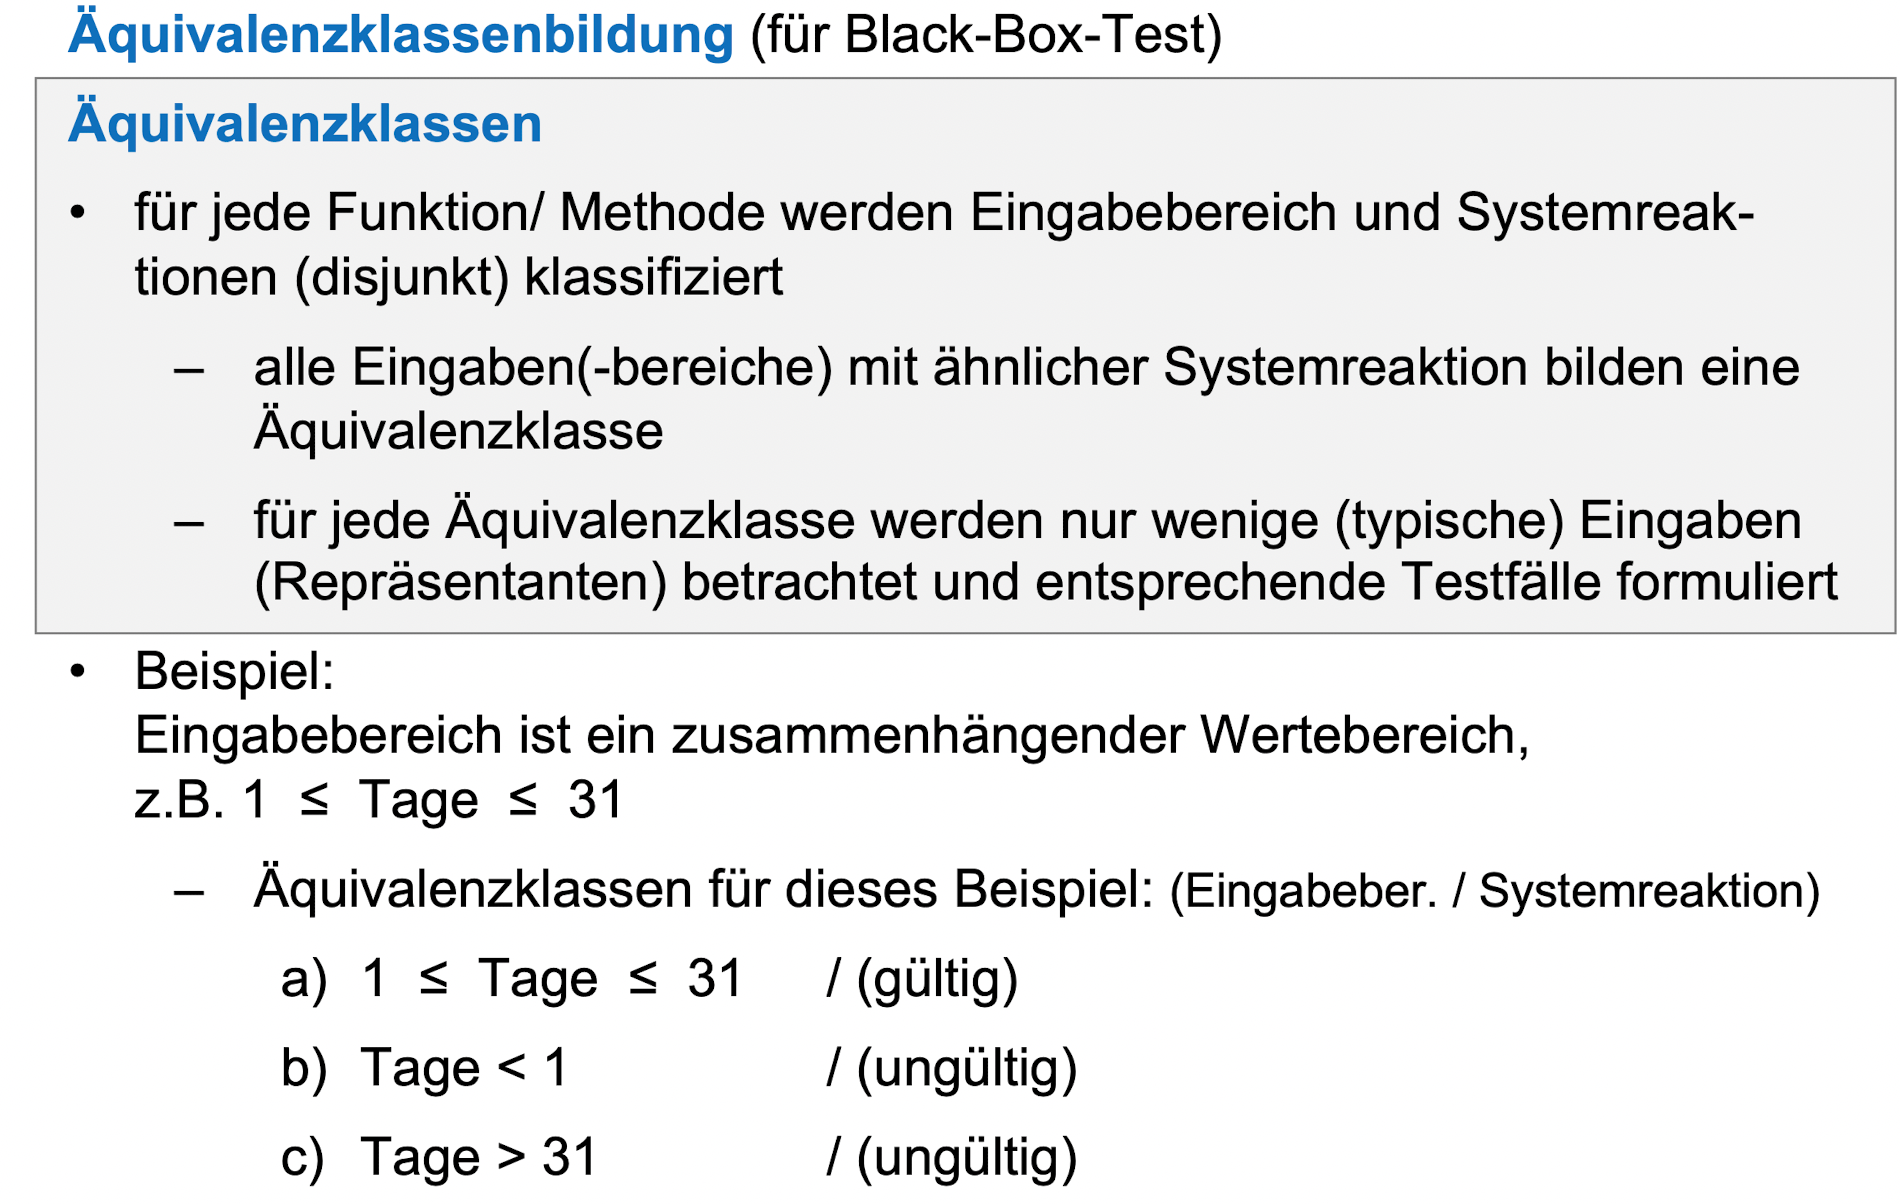 Äquivalenzklassenbildung (für Black-Box-Test)
Äquivalenzklassen
• für jede Funktion/ Methode werden Eingabebereich und Systemreak-
tionen (disjunkt) klassifiziert
– alle Eingaben(-bereiche) mit ähnlicher Systemreaktion bilden eine
Äquivalenzklasse
– für jede Äquivalenzklasse werden nur wenige (typische) Eingaben
(Repräsentanten) betrachtet und entsprechende Testfälle formuliert
• Beispiel:
Eingabebereich ist ein zusammenhängender Wertebereich,
z.B. 1 ≤ Tage ≤ 31
– Äquivalenzklassen für dieses Beispiel: (Eingabeber. / Systemreaktion)
a) 1 ≤ Tage ≤ 31 / (gültig)
b) Tage < 1 / (ungültig)
c) Tage > 31 / (ungültig)